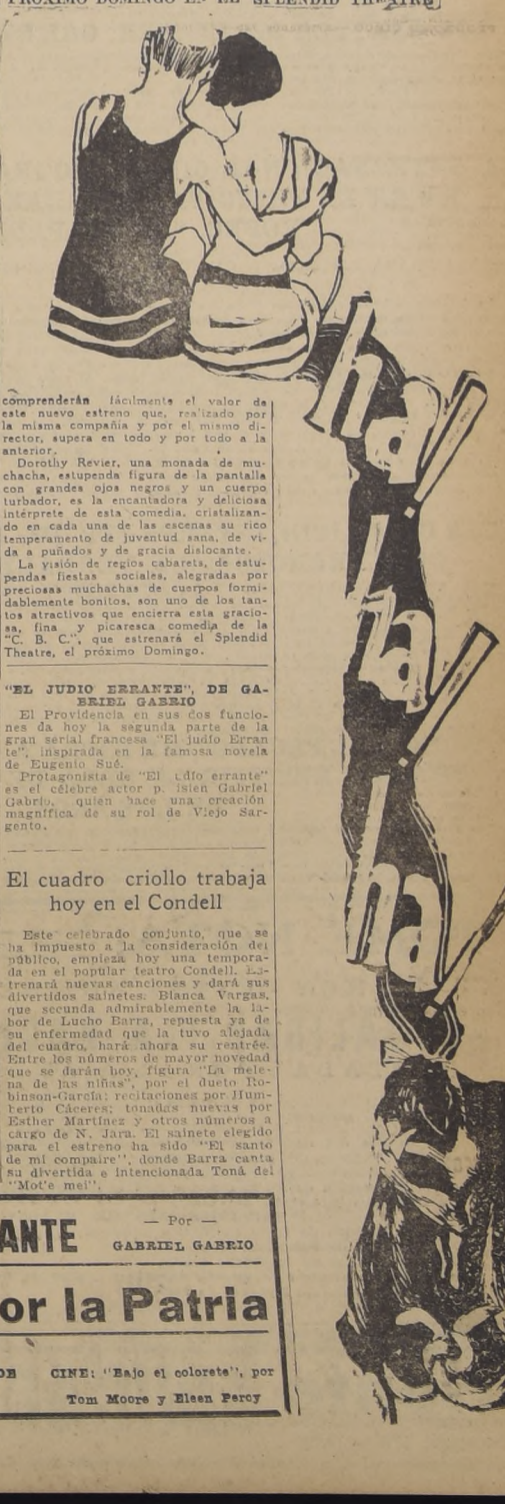 PROXIMO DOMINGO EN EL SPLENDID THEATRE
comprenderán fácilmente el valor de
este nuevo estreno que, realizado por
la misma compañia y por el mismo di-
rector, supera en todo y por todo a la
anterior.
Dorothy Revier, una monada de mu-
chacha, estupenda figura de la pantalla
con grandes ojos negros y un cuerpo
turbador, es la encantadora y deliciosa
intérprete de esta comedia, cristalizan-
do en cada una de las escenas su rico
temperamento de juventud sana, de vi-
da a puñados y de gracia dislocante.
La visión de regios cabarets, de estu-
pendas fiestas sociales, alegradas por
preciosas muchachas de cuerpos formi-
dablemente bonitos, son uno de los tan-
tos atractivos que encierra esta gracio-
sa, fina y picaresca comedia de la
"C. B. C.", que estrenará el Splendid
Theatre, el próximo Domingo.
"EL JUDIO ERRANTE", DE GA-
BRIEL GABRIO
El Providencia en sus dos funcio-
nes da hoy la segunda parte de la
gran serial francesa "El judío Erran
te", inspirada en la famosa novela
de Eugenio Sué.
Protagonista de "El udío errante"
es el célebre actor p. isien Gabriel
Gabrio, quien hace una creación
magnífica de su rol de Viejo Sar-
gento.
El cuadro criollo trabaja
hoy en el Condell
Este celebrado conjunto, que se
ha impuesto a la consideración del
público, empieza hoy una tempora-
da en el popular teatro Condell. Es-
trenará nuevas canciones y dará sus
divertidos sainetes. Blanca Vargas,
que secunda admirablemente la la-
bor de Lucho Barra, repuesta ya de
su enfermedad que la tuvo alejada
del cuadro, hará ahora su rentrée.
Entre los números de mayor novedad
que se darán hoy, figura "La mele-
na de las niñas", por el dueto Ro-
binson-García; recitaciones por Hum-
berto Cáceres; tonadas nuevas por
Esther Martínez y otros números a
cargo de N. Jara. El sainete elegido
para el estreno ha sido "El santo
de mi compaire", donde Barra canta
su divertida e intencionada Toná del
"Mot'e mei".
ANTE
— Por —
GABRIEL GABRIO
or la Patria
DE CINE: "Bajo el colorete", por
Tom Moore y Eleen Percy
ha!
ha!
ha!